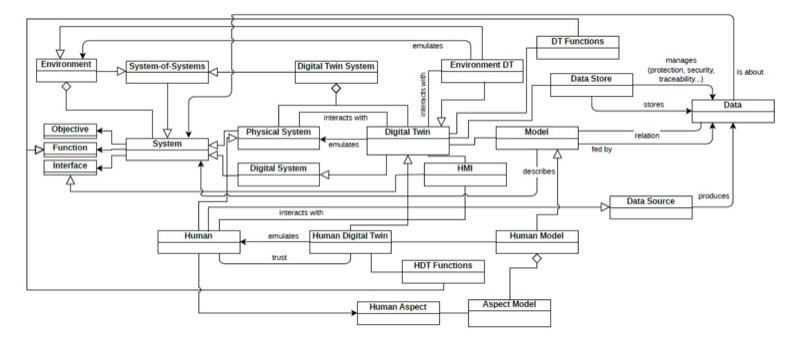 DT Functions
emulates
manages
(protection, security,
traceability...)
Environment
System-of-Systems
Digital Twin System
Environment DT
is about
Data Store
interacts with
stores
Data
interacts with
Objective
Physical System
Digital Twin
Model
relation
Function
System
emulates
fed by
Interface
Digital System
HMI
describes
produces
Data Source
interacts with
Human
emulates
Human Digital Twin
Human Model
trust
HDT Functions
Human Aspect
Aspect Model